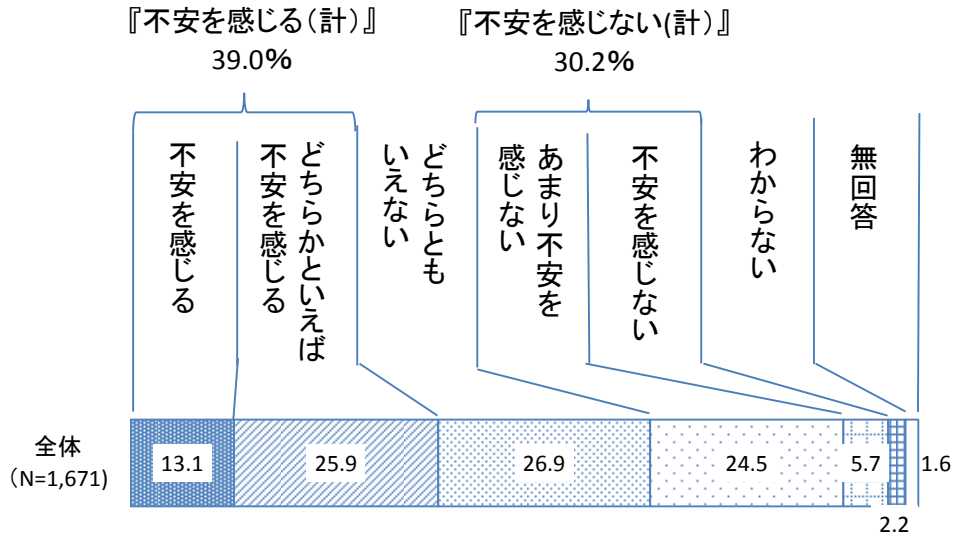 『不安を感じる（計）』
39.0%
『不安を感じない(計）』
30.2%
不安を感じる
どちらかといえば
不安を感じる
どちらとも
いえない
あまり不安を
感じない
不安を感じない
わからない
無回答
全体
（N=1,671)
13.1
25.9
26.9
24.5
5.7
1.6
2.2